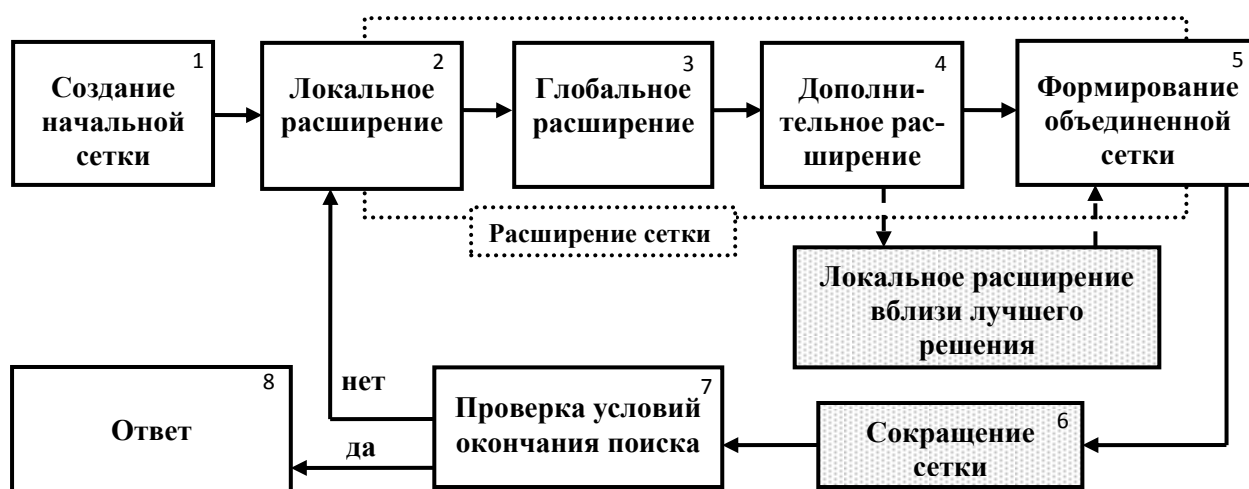 1
Создание
начальной
сетки
2
Локальное
расширение
3
Глобальное
расширение
4
Дополни-
тельное рас-
ширение
5
Формирование
объединенной
сетки
Расширение сетки
Локальное расширение
вблизи лучшего
решения
8
Ответ
нет
да
7
Проверка условий
окончания поиска
6
Сокращение
сетки